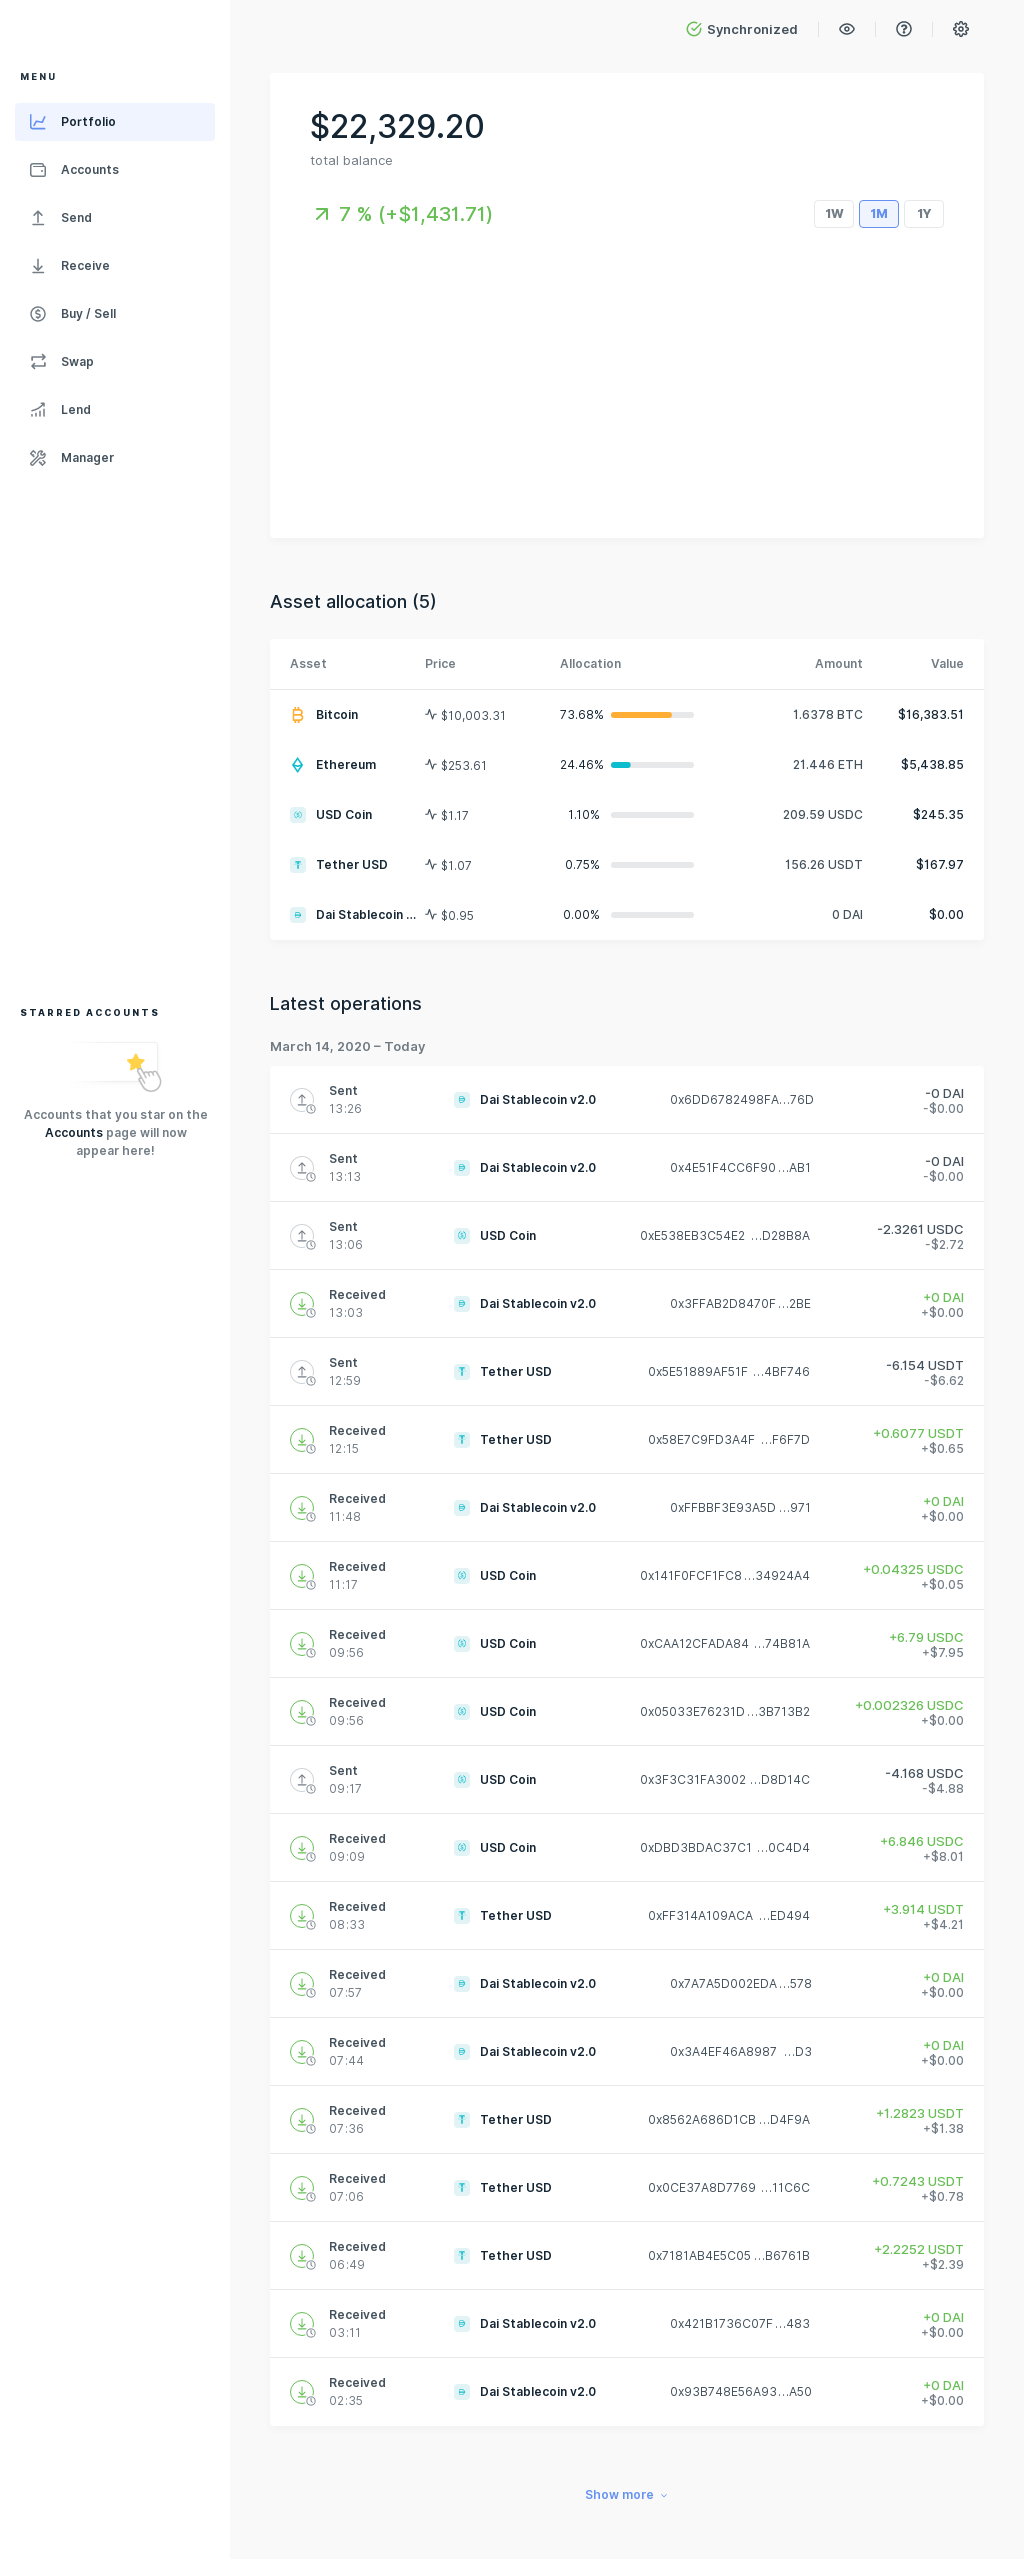 Synchronized
MENU
Portfolio
Accounts
Send
Receive
Buy / Sell
Swap
Lend
Manager
$22,329.20
total balance
7 % (+$1,431.71)
1W 1M 1Y
Asset allocation (5)
Asset Price Allocation Amount Value
Bitcoin $10,003.31 73.68% 1.6378 BTC $16,383.51
Ethereum $253.61 24.46% 21.446 ETH $5,438.85
USD Coin $1.17 1.10% 209.59 USDC $245.35
Tether USD $1.07 0.75% 156.26 USDT $167.97
Dai Stablecoin ... $0.95 0.00% 0 DAI $0.00
STARRED ACCOUNTS
Accounts that you star on the
Accounts page will now
appear here!
Latest operations
March 14, 2020 – Today
Sent Dai Stablecoin v2.0 0x6DD6782498FA...76D -0 DAI
13:26 -$0.00
Sent Dai Stablecoin v2.0 0x4E51F4CC6F90...AB1 -0 DAI
13:13 -$0.00
Sent USD Coin 0xE538EB3C54E2 ...D28B8A -2.3261 USDC
13:06 -$2.72
Received Dai Stablecoin v2.0 0x3FFAB2D8470F...2BE +0 DAI
13:03 +$0.00
Sent Tether USD 0x5E51889AF51F ...4BF746 -6.154 USDT
12:59 -$6.62
Received Tether USD 0x58E7C9FD3A4F ...F6F7D +0.6077 USDT
12:15 +$0.65
Received Dai Stablecoin v2.0 0xFFBBF3E93A5D ...971 +0 DAI
11:48 +$0.00
Received USD Coin 0x141F0FCF1FC8...34924A4 +0.04325 USDC
11:17 +$0.05
Received USD Coin 0xCAA12CFADA84 ...74B81A +6.79 USDC
09:56 +$7.95
Received USD Coin 0x05033E76231D...3B713B2 +0.002326 USDC
09:56 +$0.00
Sent USD Coin 0x3F3C31FA3002 ...D8D14C -4.168 USDC
09:17 -$4.88
Received USD Coin 0xDBD3BDAC37C1 ...0C4D4 +6.846 USDC
09:09 +$8.01
Received Tether USD 0xFF314A109ACA ...ED494 +3.914 USDT
08:33 +$4.21
Received Dai Stablecoin v2.0 0x7A7A5D002EDA...578 +0 DAI
07:57 +$0.00
Received Dai Stablecoin v2.0 0x3A4EF46A8987 ...D3 +0 DAI
07:44 +$0.00
Received Tether USD 0x8562A686D1CB ...D4F9A +1.2823 USDT
07:36 +$1.38
Received Tether USD 0x0CE37A8D7769 ...11C6C +0.7243 USDT
07:06 +$0.78
Received Tether USD 0x7181AB4E5C05 ...B6761B +2.2252 USDT
06:49 +$2.39
Received Dai Stablecoin v2.0 0x421B1736C07F...483 +0 DAI
03:11 +$0.00
Received Dai Stablecoin v2.0 0x93B748E56A93...A50 +0 DAI
02:35 +$0.00
Show more